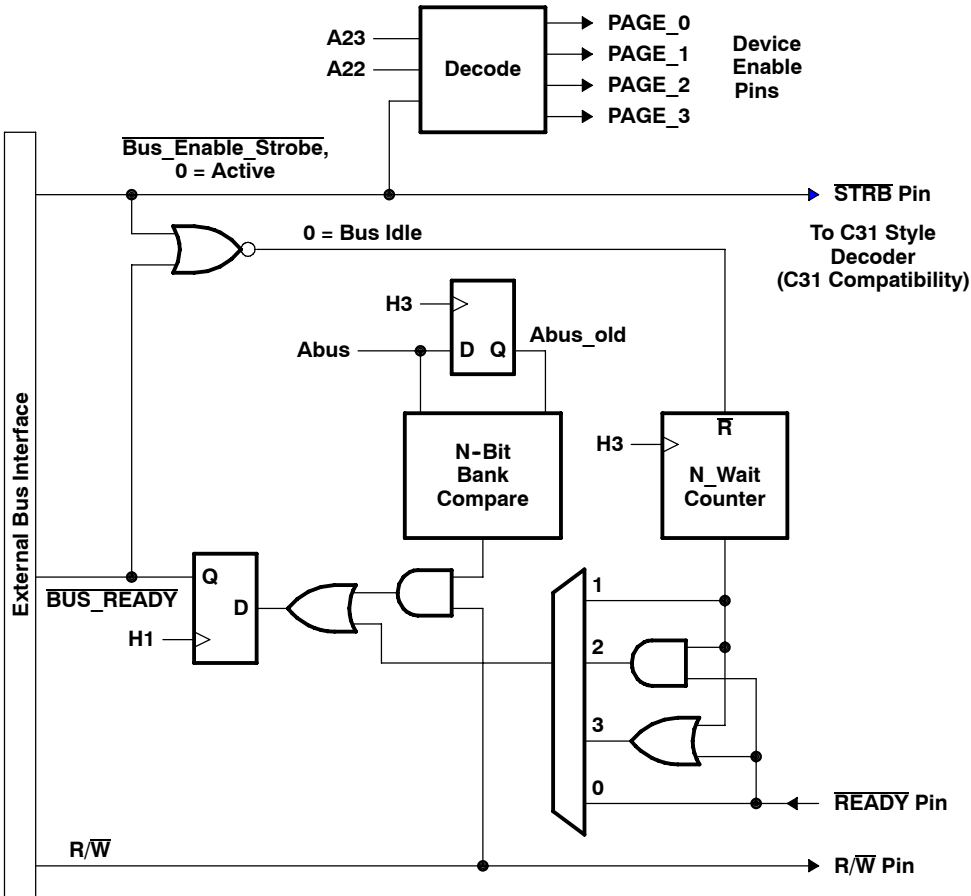 PAGE_0
A23
PAGE_1
Device
Enable
Pins
A22
Decode
PAGE_2
PAGE_3
Bus_Enable_Strobe,
0 = Active
STRB Pin
0 = Bus Idle
To C31 Style
Decoder
(C31 Compatibility)
H3
Abus_old
Abus
D Q
R
H3
N-Bit
Bank
Compare
N_Wait
Counter
External Bus Interface
Q
1
BUS_READY
D
H1
2
3
0
READY Pin
R/W
R/W Pin